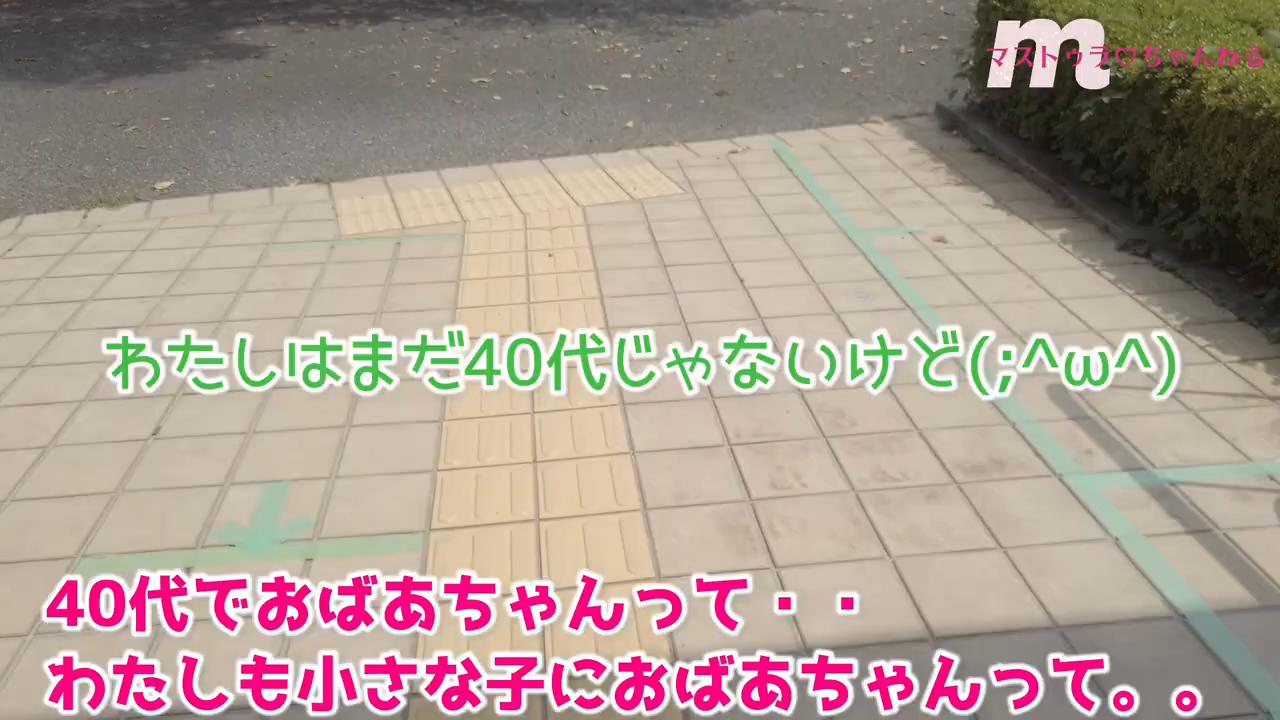 m
マストゥラ♡ちゃんねる
わたしはまだ40代じゃないけど(;^ω^)
40代でおばあちゃんって・・
わたしも小さな子におばあちゃんって。。